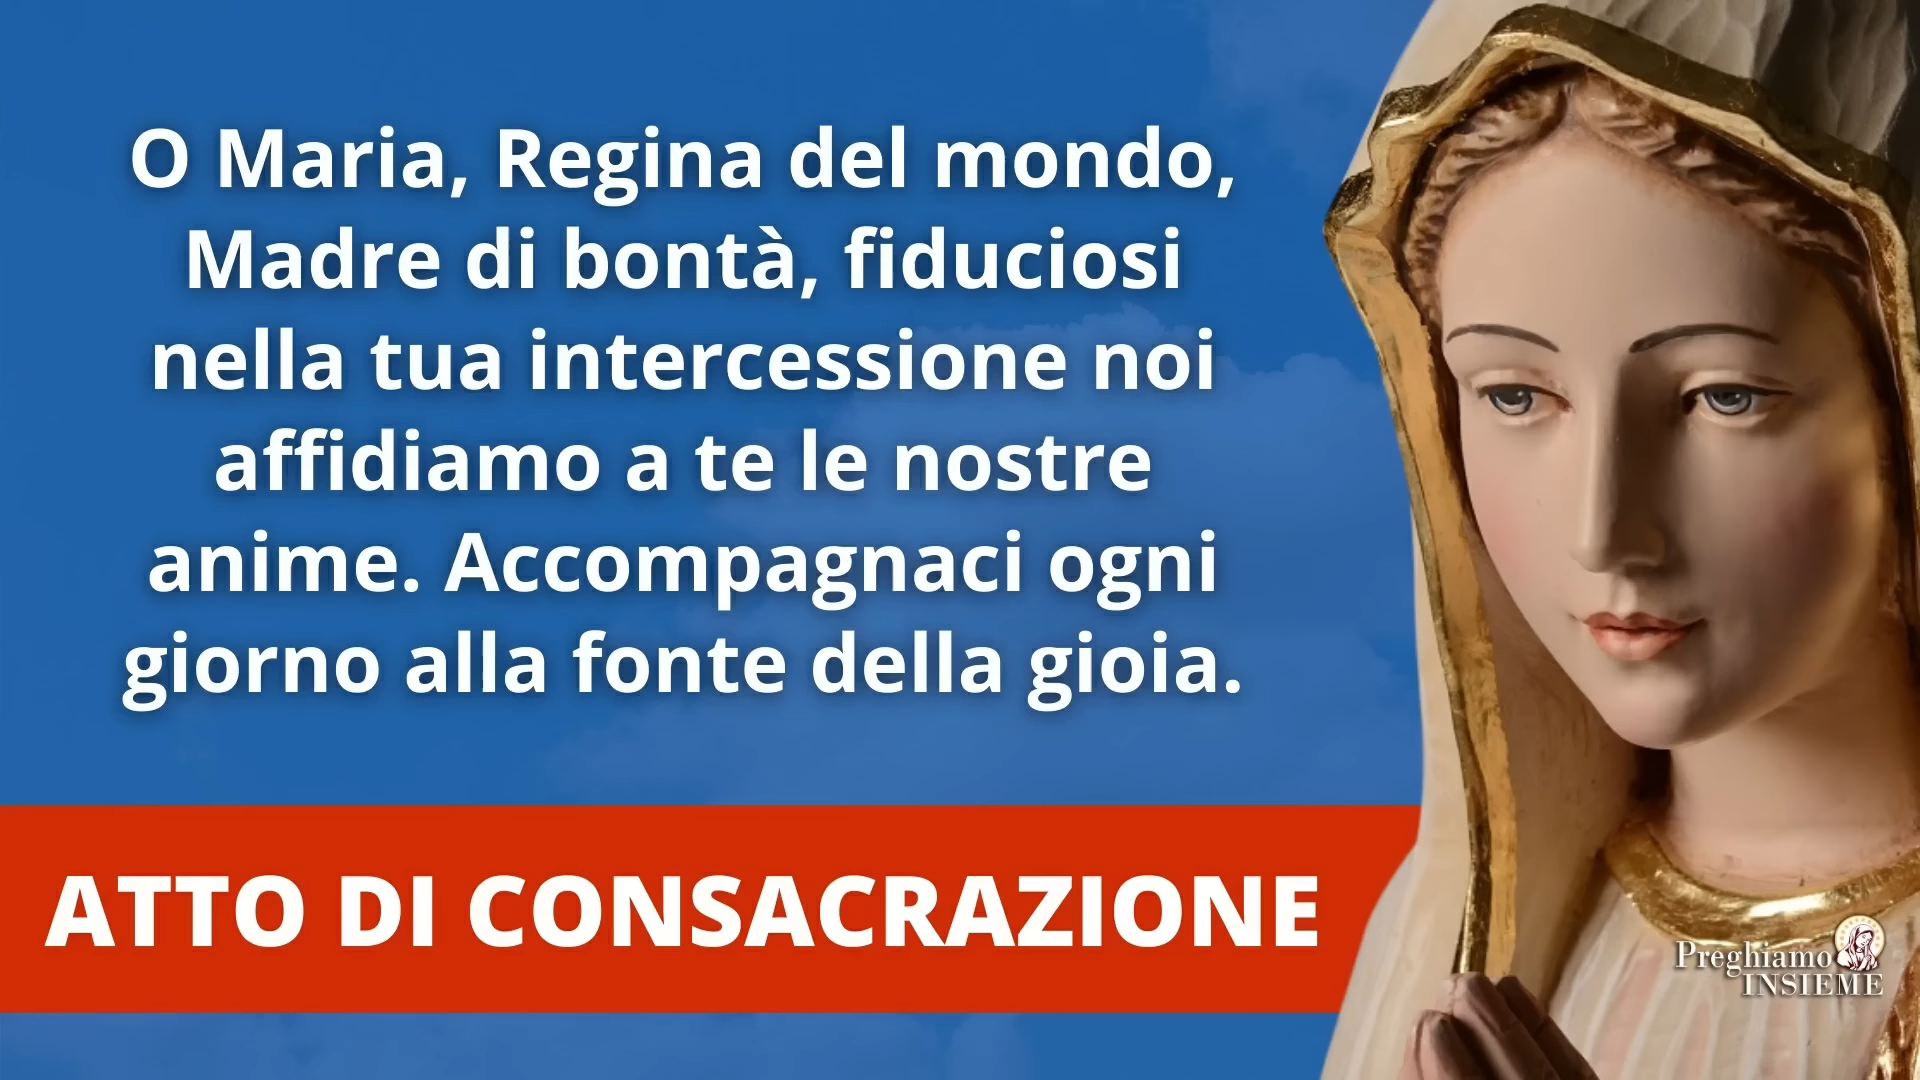 O Maria, Regina del mondo,
Madre di bontà, fiduciosi
nella tua intercessione noi
affidiamo a te le nostre
anime. Accompagnaci ogni
giorno alla fonte della gioia.
ATTO DI CONSACRAZIONE
Preghiamo
INSIEME